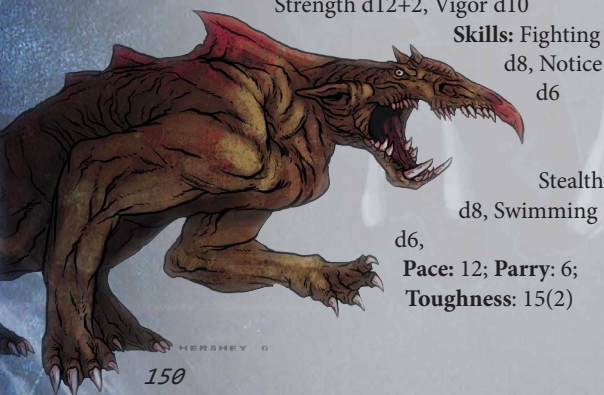 Strength d12+2, Vigor d10
Skills: Fighting
d8, Notice
d6
Stealth
d8, Swimming
d6,
Pace: 12; Parry: 6;
Toughness: 15(2)
HERSHEY
150